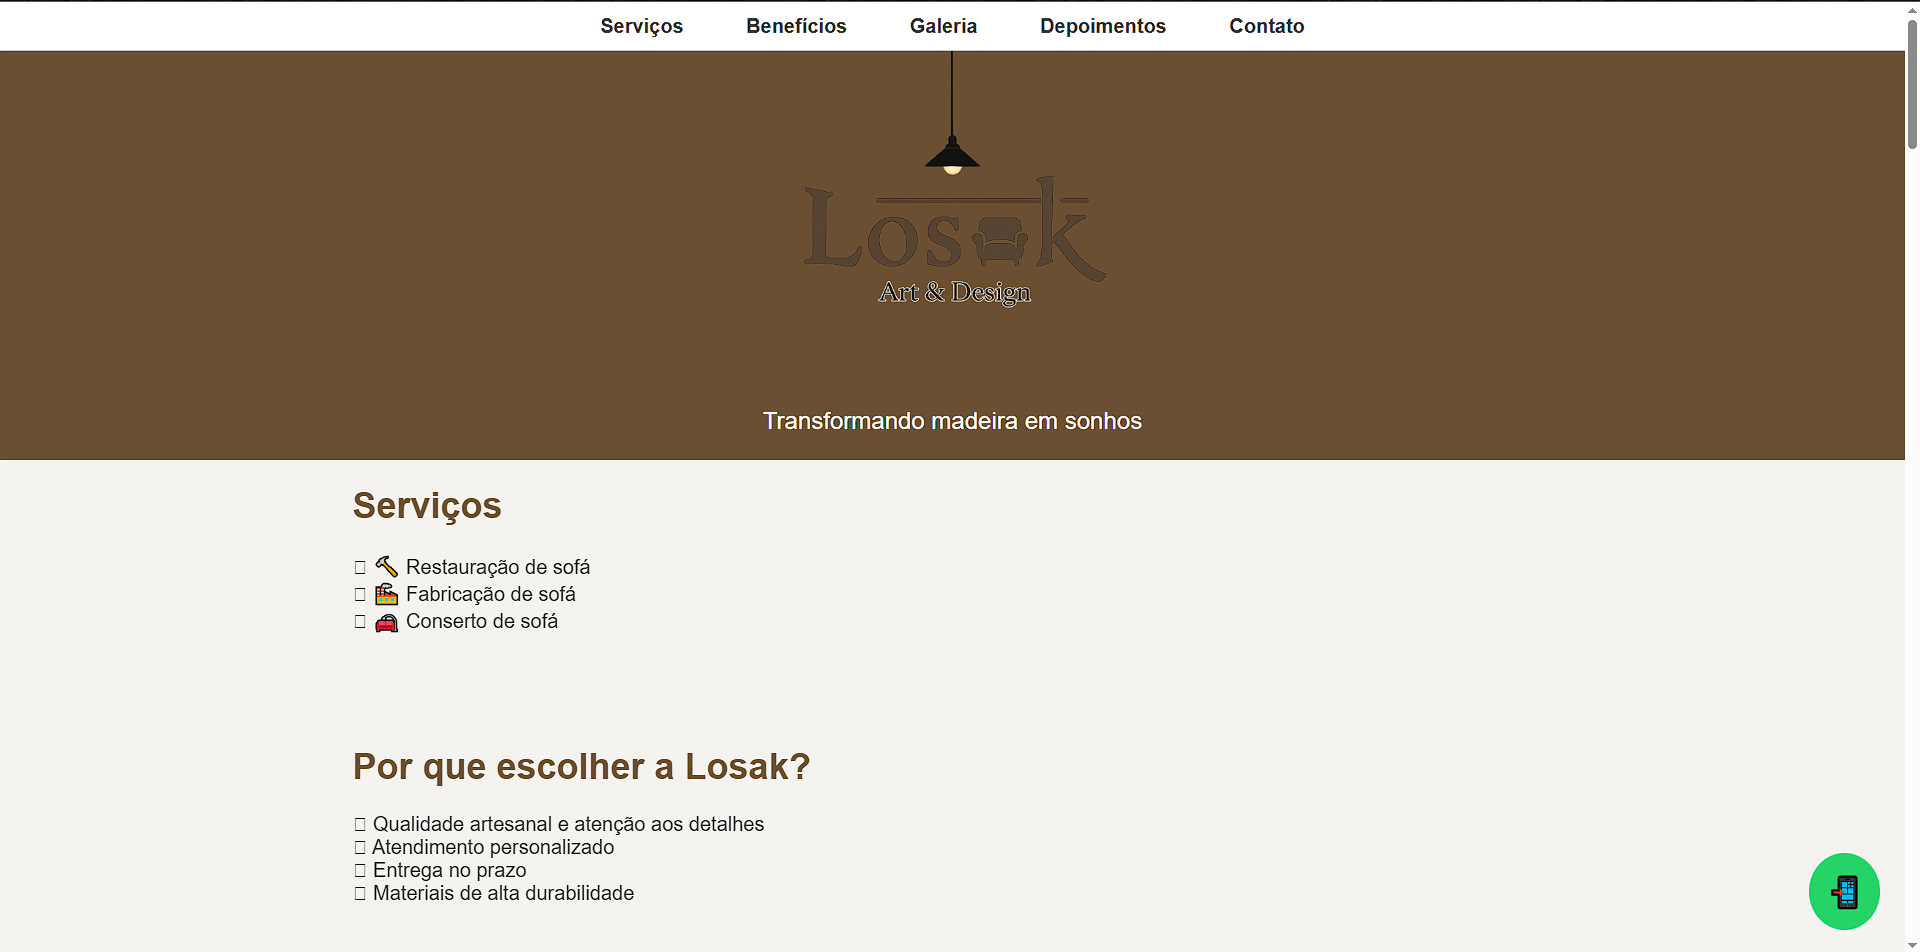 Serviços Benefícios Galeria Depoimentos Contato
Losak
Art & Design
Transformando madeira em sonhos
Serviços
Restauração de sofá
Fabricação de sofá
Conserto de sofá
Por que escolher a Losak?
Qualidade artesanal e atenção aos detalhes
Atendimento personalizado
Entrega no prazo
Materiais de alta durabilidade